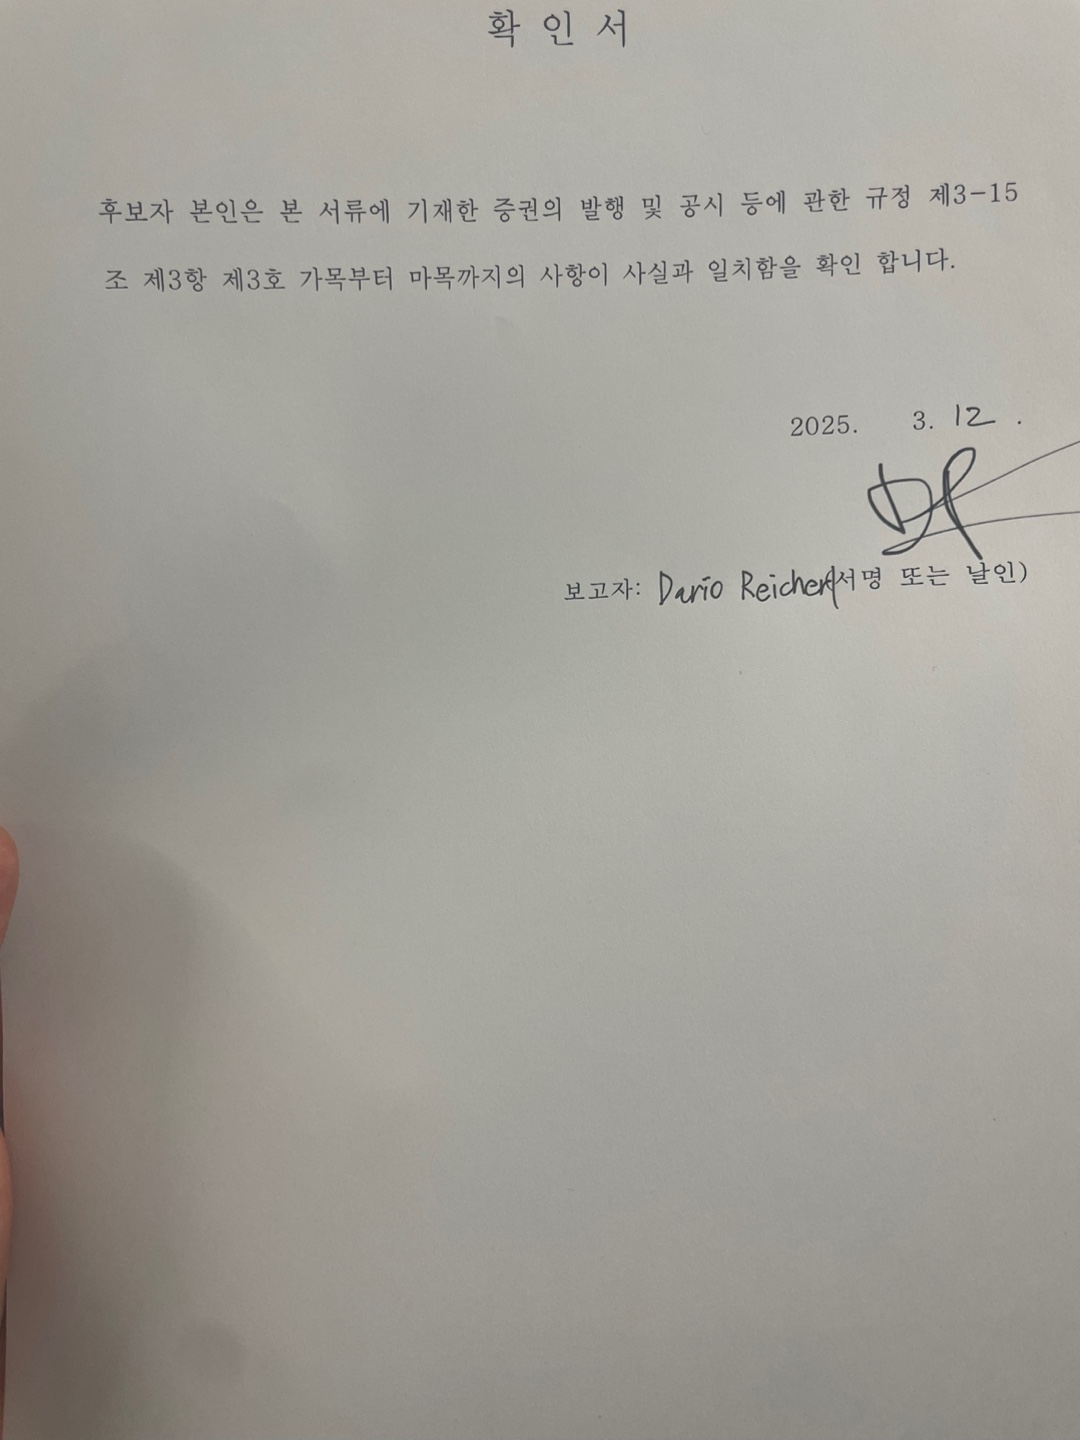 확 인 서
후보자 본인은 본 서류에 기재한 증권의 발행 및 공시 등에 관한 규정 제3-15
조 제3항 제3호 가목부터 마목까지의 사항이 사실과 일치함을 확인 합니다.
2025. 3. 12 .
보고자: Dario Reichert(서명 또는 날인)